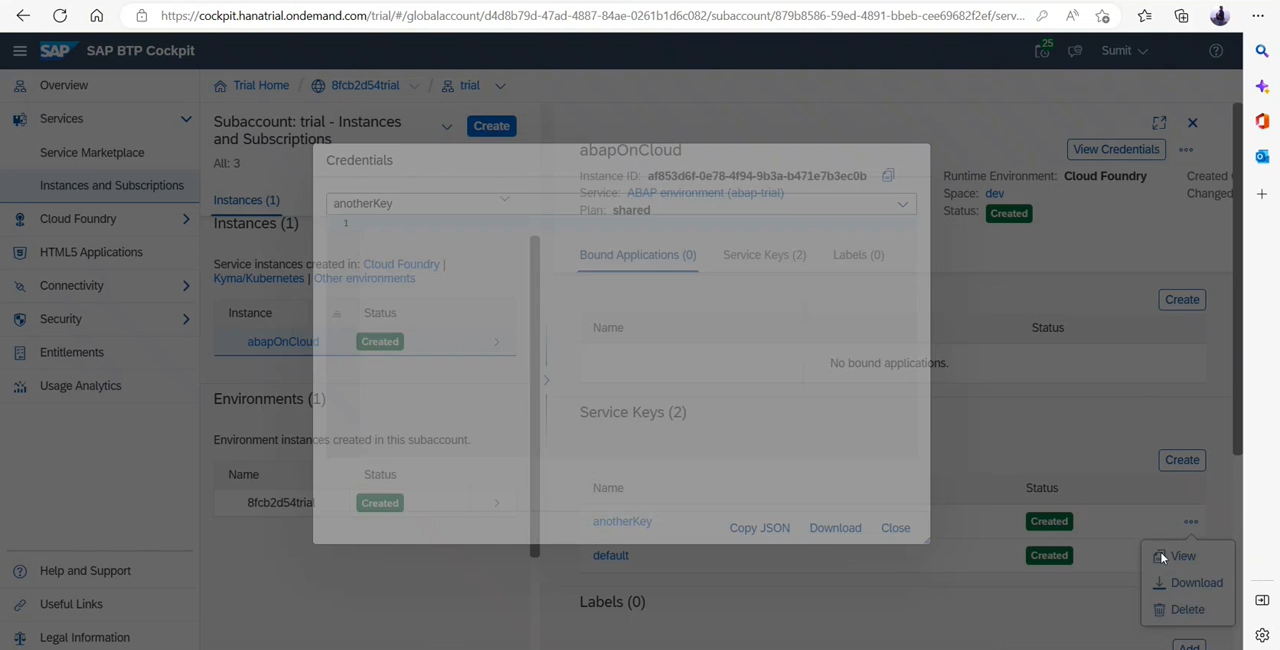 https://cockpit.hanatrial.ondemand.com/trial/#/globalaccount/d4d8b79d-47ad-4887-84ae-0261b1d6c082/subaccount/879b8586-59ed-4891-bbeb-cee69682f2ef/serv...
SAP SAP BTP Cockpit
25
Sumit
Overview
Services
Service Marketplace
Instances and Subscriptions
Cloud Foundry
HTML5 Applications
Connectivity
Security
Entitlements
Usage Analytics
Help and Support
Useful Links
Legal Information
Trial Home / 8fcb2d54trial / trial
Subaccount: trial - Instances
and Subscriptions
Create
All: 3
Instances (1)
Instances (1)
Service instances created in: Cloud Foundry |
Kyma/Kubernetes | Other environments
Instance Status
abapOnCloud Created
Environments (1)
Environment instances created in this subaccount.
Name Status
8fcb2d54trial Created
Credentials
anotherKey
1
Copy JSON Download Close
abapOnCloud
View Credentials
Instance ID: af853d6f-0e78-4f94-9b3a-b471e7b3ec0b
Service: ABAP environment (abap-trial)
Plan: shared
Runtime Environment: Cloud Foundry
Space: dev
Status: Created
Created
Changed
Bound Applications (0) Service Keys (2) Labels (0)
Create
Name Status
No bound applications.
Service Keys (2)
Create
Name Status
anotherKey Created
default Created
View
Download
Delete
Labels (0)
Add